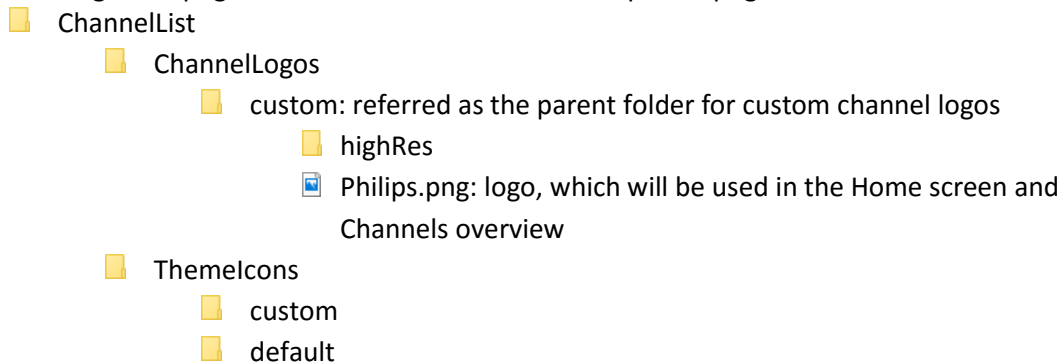 ChannelList
ChannelLogos
custom: referred as the parent folder for custom channel logos
highRes
Philips.png: logo, which will be used in the Home screen and
Channels overview
ThemeIcons
custom
default